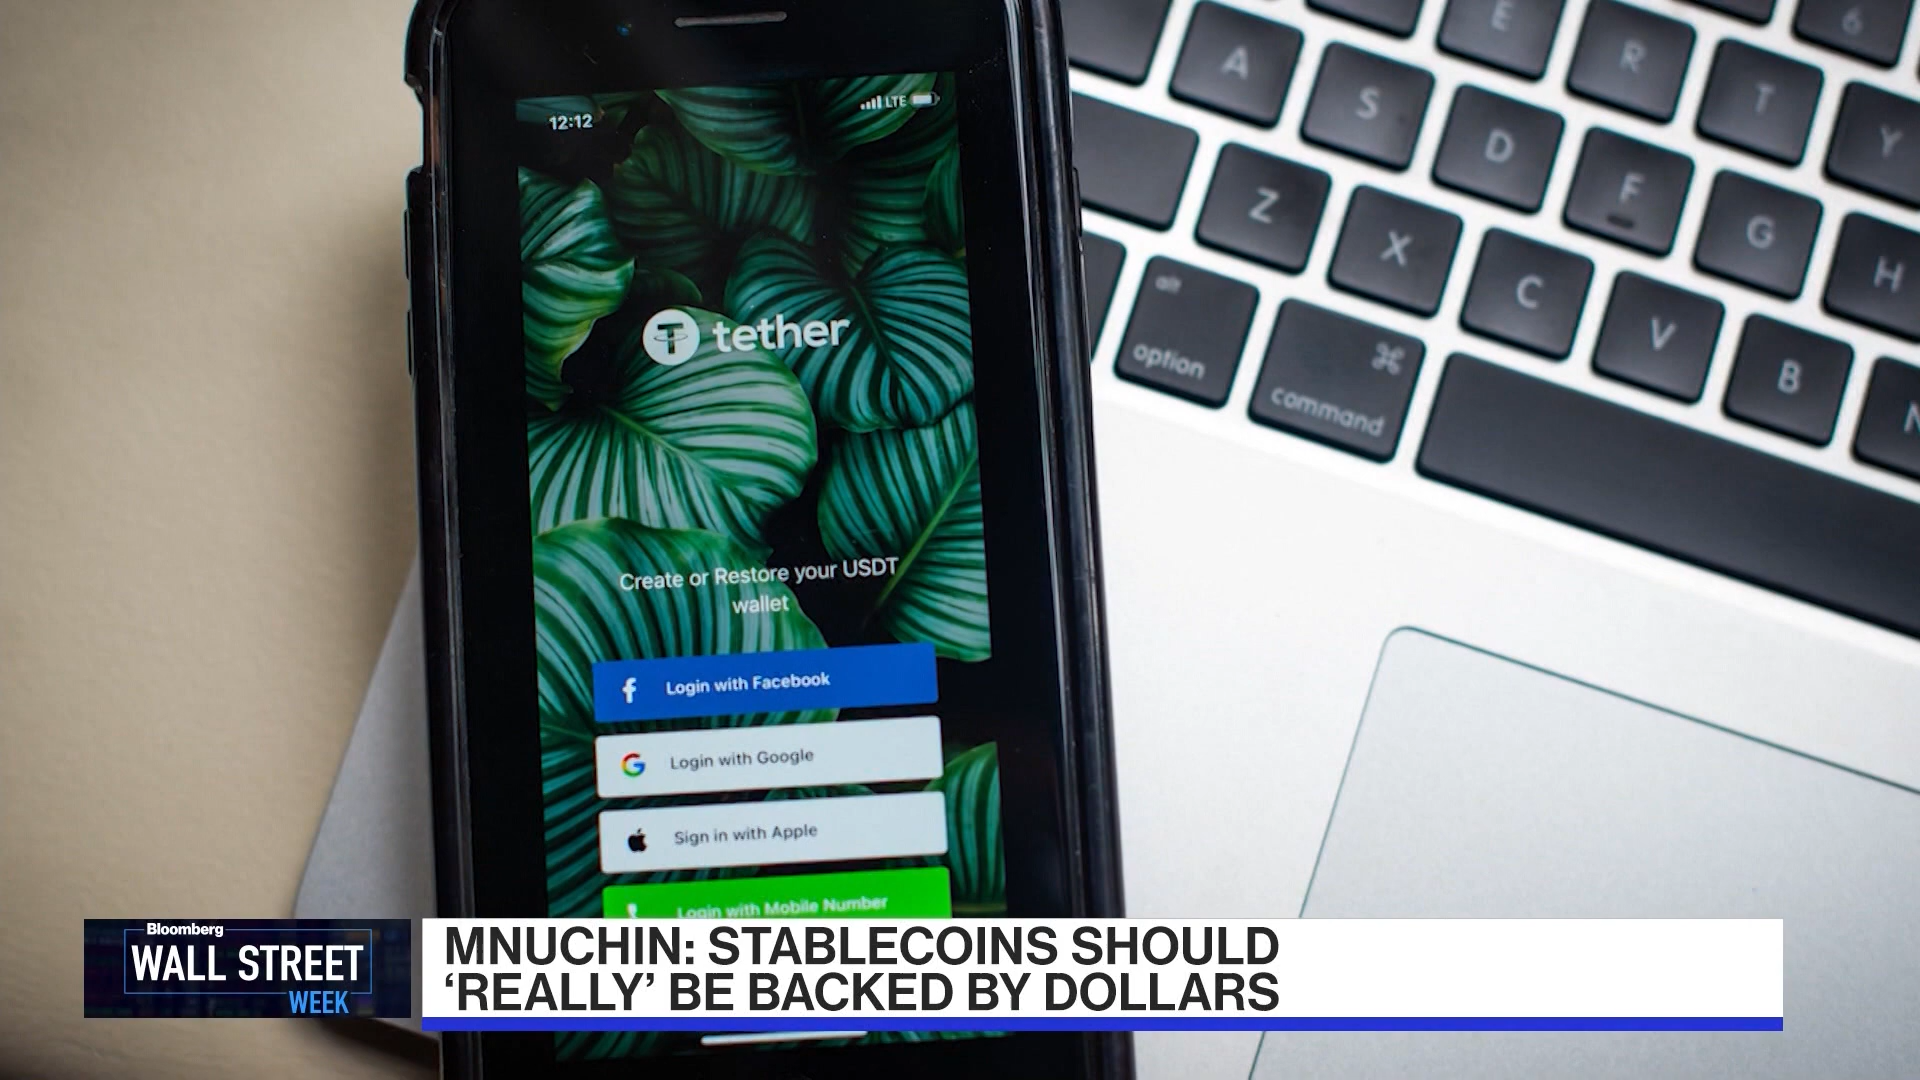 12:12
LTE
tether
Create or Restore your USDT
wallet
Login with Facebook
Login with Google
Sign in with Apple
Login with Mobile Number
E
6
A
R
S
T
D
Y
Z
F
X
G
C
H
alt
option
⌘
command
V
B
N
Bloomberg
WALL STREET
WEEK
MNUCHIN: STABLECOINS SHOULD
‘REALLY’ BE BACKED BY DOLLARS